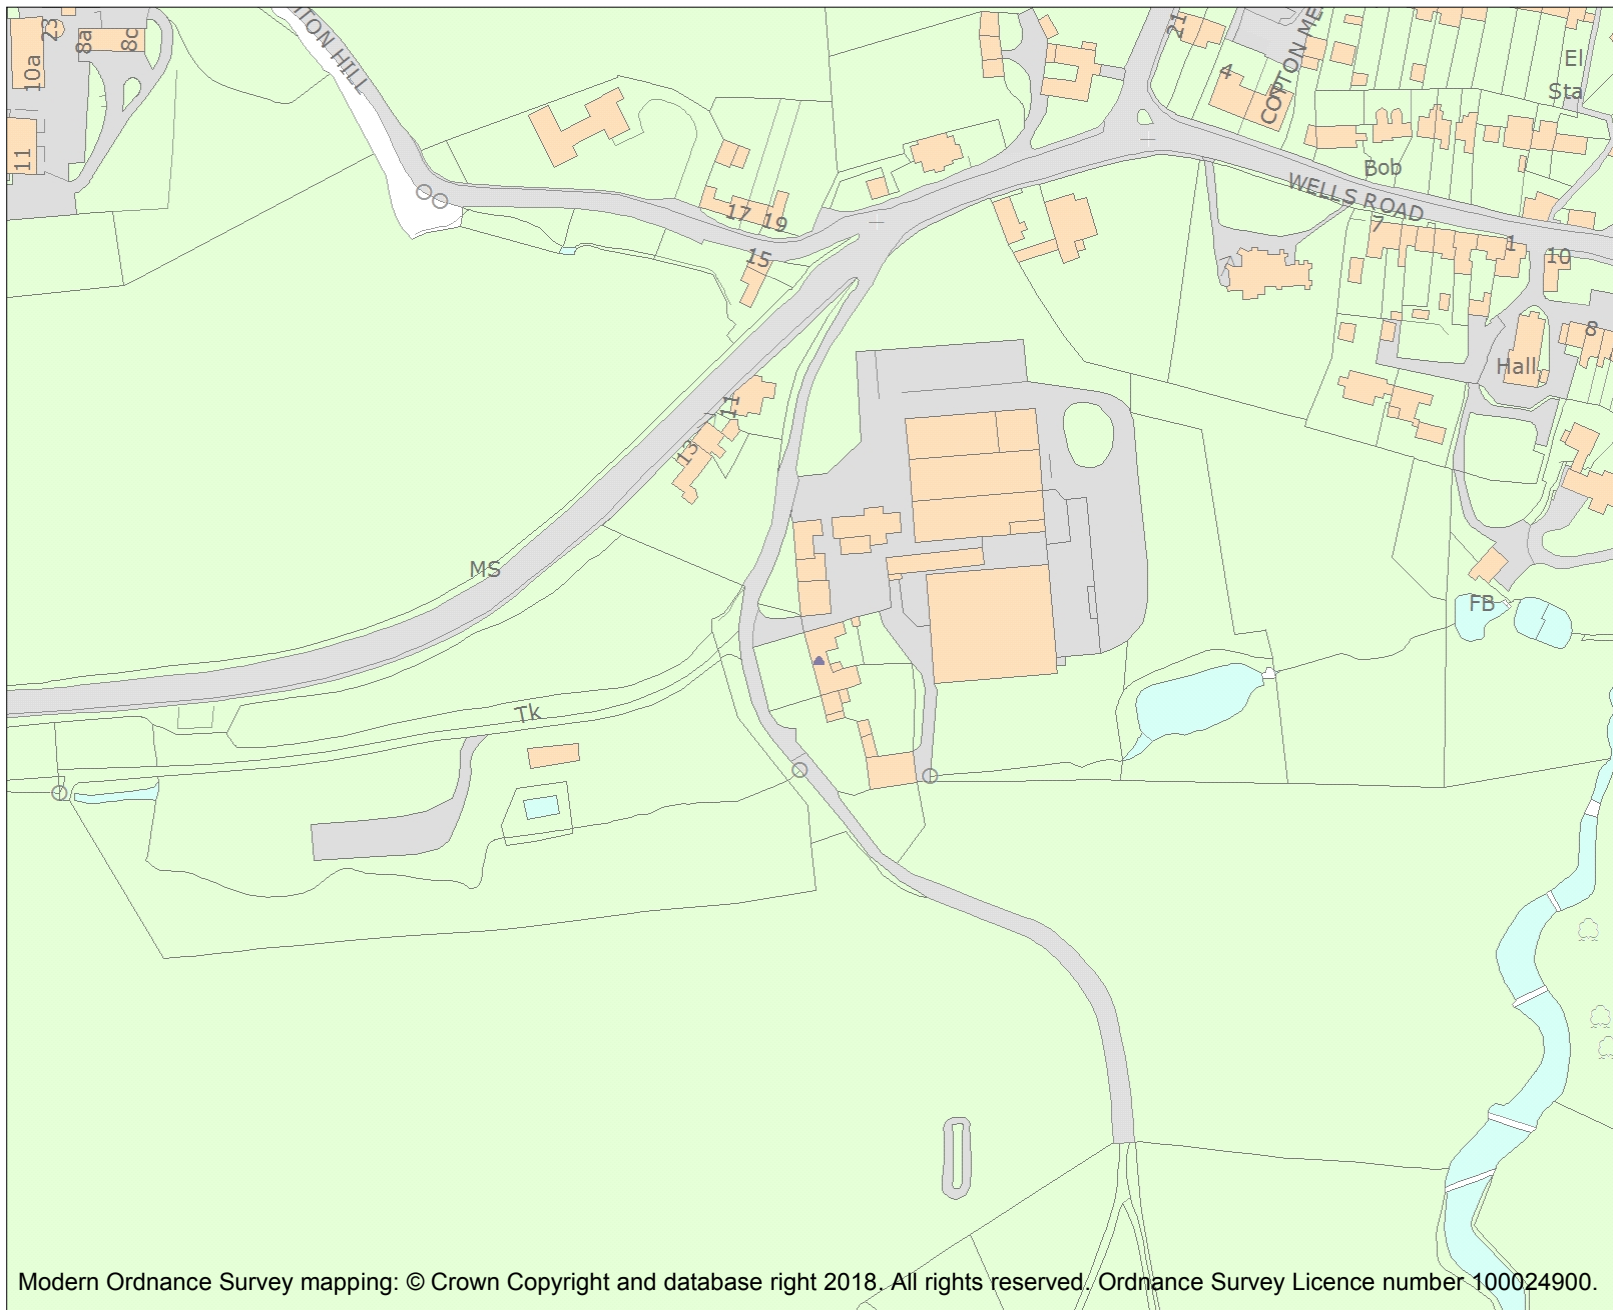 23
8a
8c
10a
11
TON HILL
21
4
2
COTTON ME
El
Sta
Bob
WELLS ROAD
17
19
15
7
1
10
8
Hall
11
13
MS
FB
Tk
Modern Ordnance Survey mapping: © Crown Copyright and database right 2018. All rights reserved. Ordnance Survey Licence number 100024900.